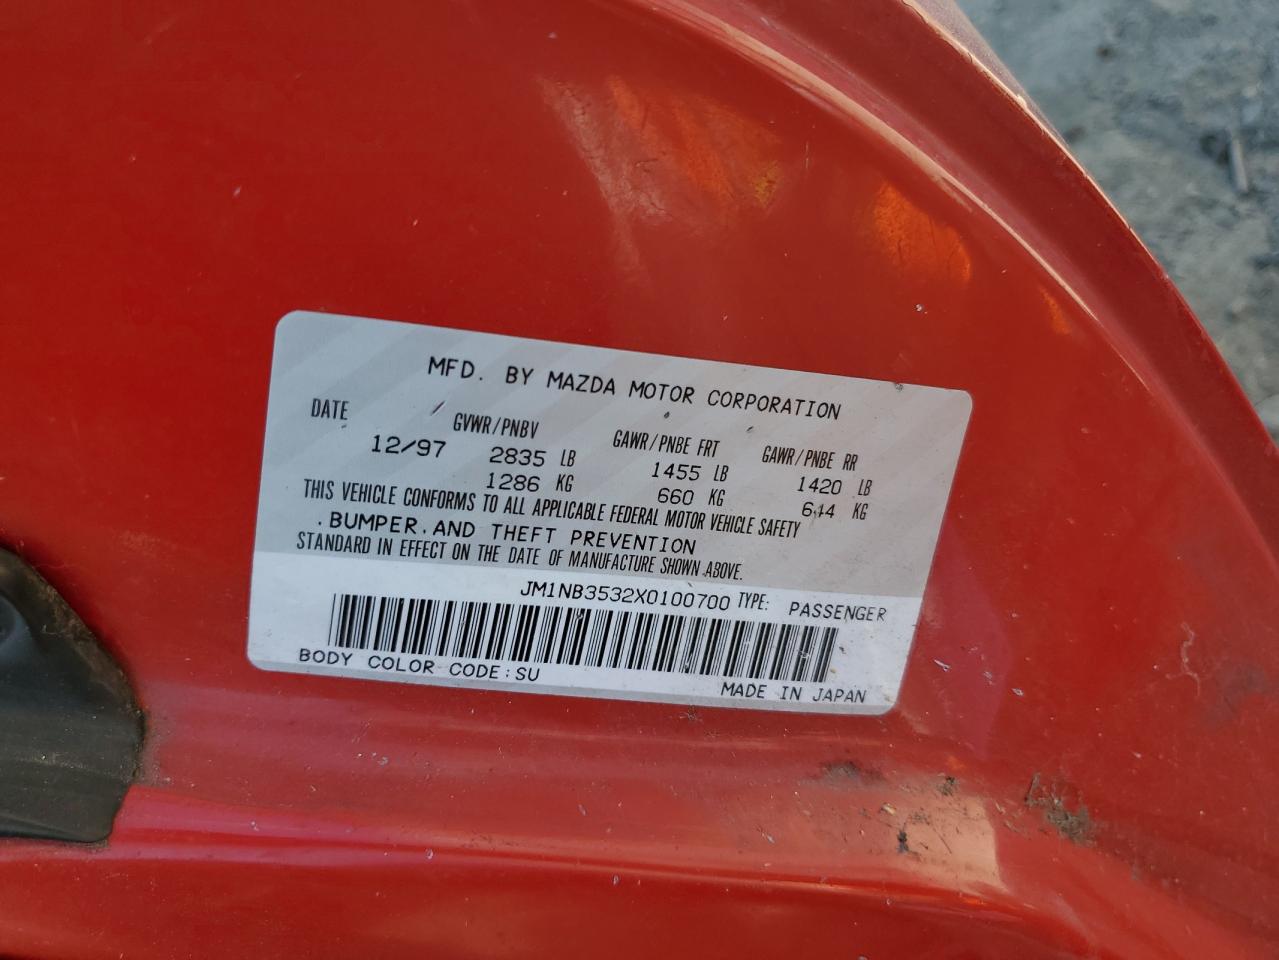 MFD. BY MAZDA MOTOR CORPORATION
DATE GVWR/PNBV GAWR/PNBE FRT GAWR/PNBE RR
12/97 2835 LB 1455 LB 1420 LB
1286 KG 660 KG 644 KG
THIS VEHICLE CONFORMS TO ALL APPLICABLE FEDERAL MOTOR VEHICLE SAFETY
. BUMPER. AND THEFT PREVENTION
STANDARD IN EFFECT ON THE DATE OF MANUFACTURE SHOWN ABOVE.
JM1NB3532X0100700 TYPE: PASSENGER
BODY COLOR CODE:SU
MADE IN JAPAN